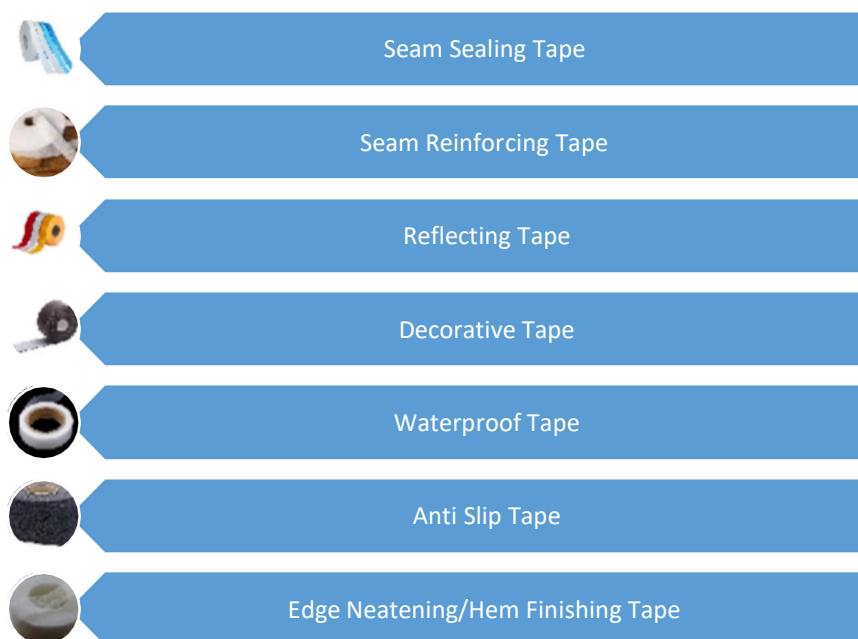 Seam Sealing Tape
Seam Reinforcing Tape
Reflecting Tape
Decorative Tape
Waterproof Tape
Anti Slip Tape
Edge Neatening/Hem Finishing Tape